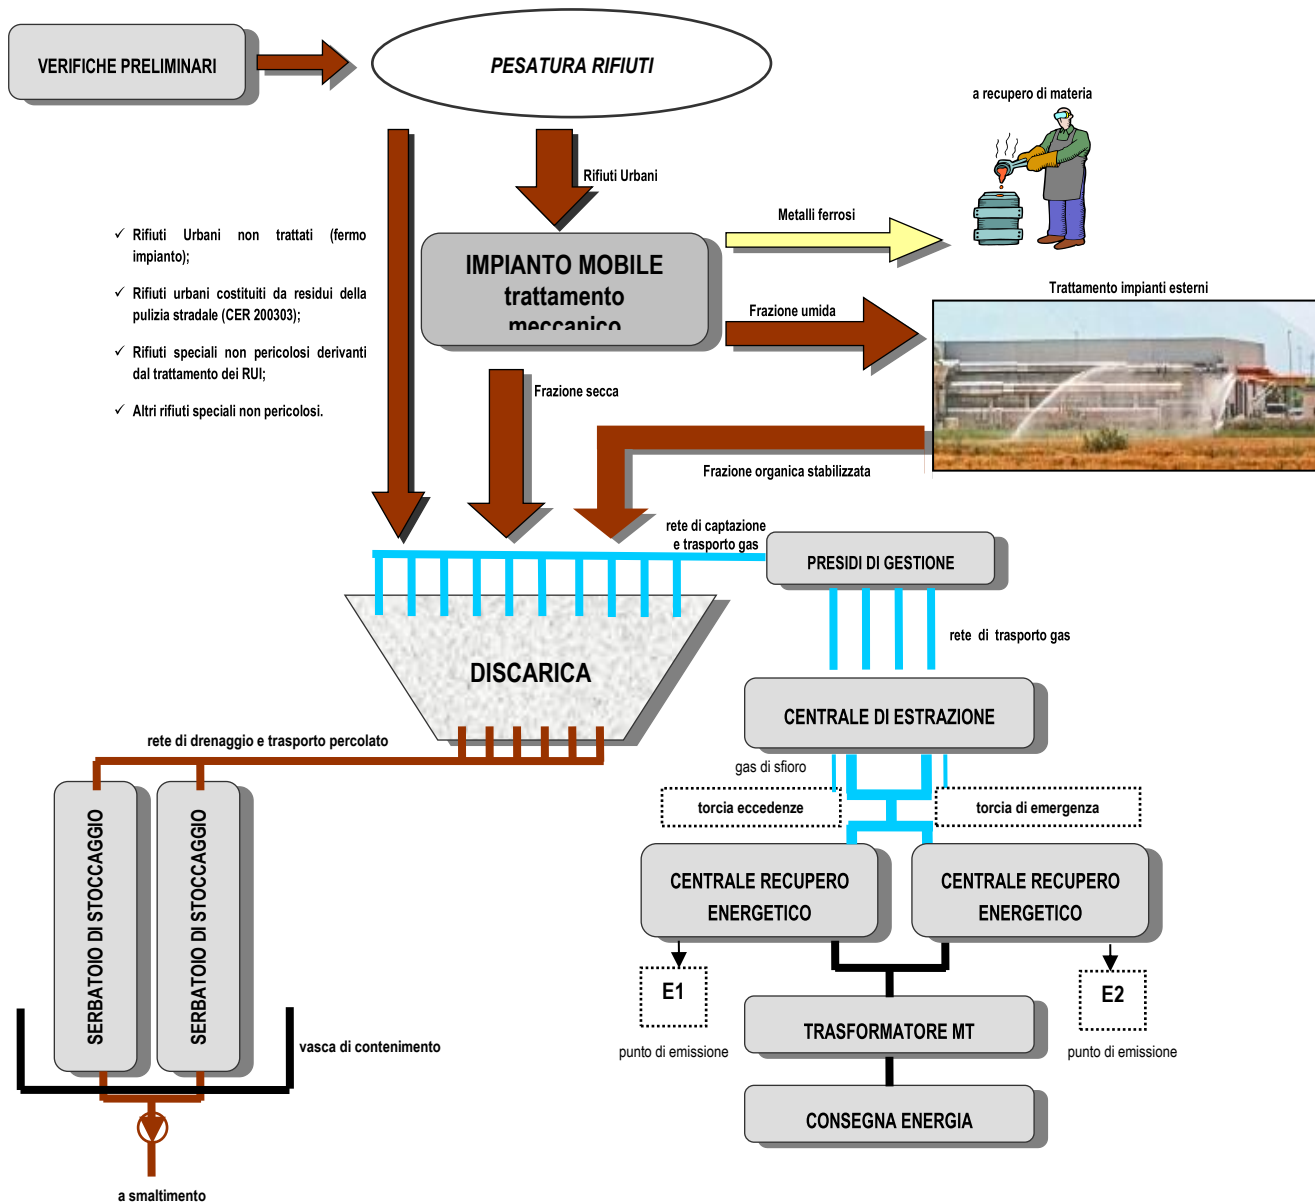 VERIFICHE PRELIMINARI
PESATURA RIFIUTI
a recupero di materia
Rifiuti Urbani
Metalli ferrosi
✓ Rifiuti Urbani non trattati (fermo
impianto);
✓ Rifiuti urbani costituiti da residui della
pulizia stradale (CER 200303);
✓ Rifiuti speciali non pericolosi derivanti
dal trattamento dei RUI;
✓ Altri rifiuti speciali non pericolosi.
IMPIANTO MOBILE
trattamento
meccanico
Trattamento impianti esterni
Frazione umida
Frazione secca
Frazione organica stabilizzata
rete di captazione
e trasporto gas
PRESIDI DI GESTIONE
rete di trasporto gas
DISCARICA
CENTRALE DI ESTRAZIONE
rete di drenaggio e trasporto percolato
gas di sfioro
torcia eccedenze
torcia di emergenza
SERBATOIO DI STOCCAGGIO
SERBATOIO DI STOCCAGGIO
CENTRALE RECUPERO
ENERGETICO
CENTRALE RECUPERO
ENERGETICO
E1
E2
punto di emissione
punto di emissione
TRASFORMATORE MT
vasca di contenimento
CONSEGNA ENERGIA
a smaltimento